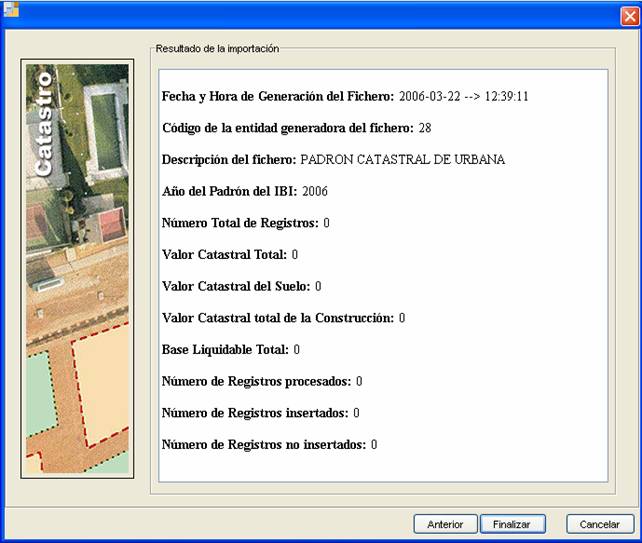 Resultado de la importación
Catastro
Fecha y Hora de Generación del Fichero: 2006-03-22 --> 12:39:11
Código de la entidad generadora del fichero: 28
Descripción del fichero: PADRON CATASTRAL DE URBANA
Año del Padrón del IBI: 2006
Número Total de Registros: 0
Valor Catastral Total: 0
Valor Catastral del Suelo: 0
Valor Catastral total de la Construcción: 0
Base Liquidable Total: 0
Número de Registros procesados: 0
Número de Registros insertados: 0
Número de Registros no insertados: 0
Anterior Finalizar Cancelar